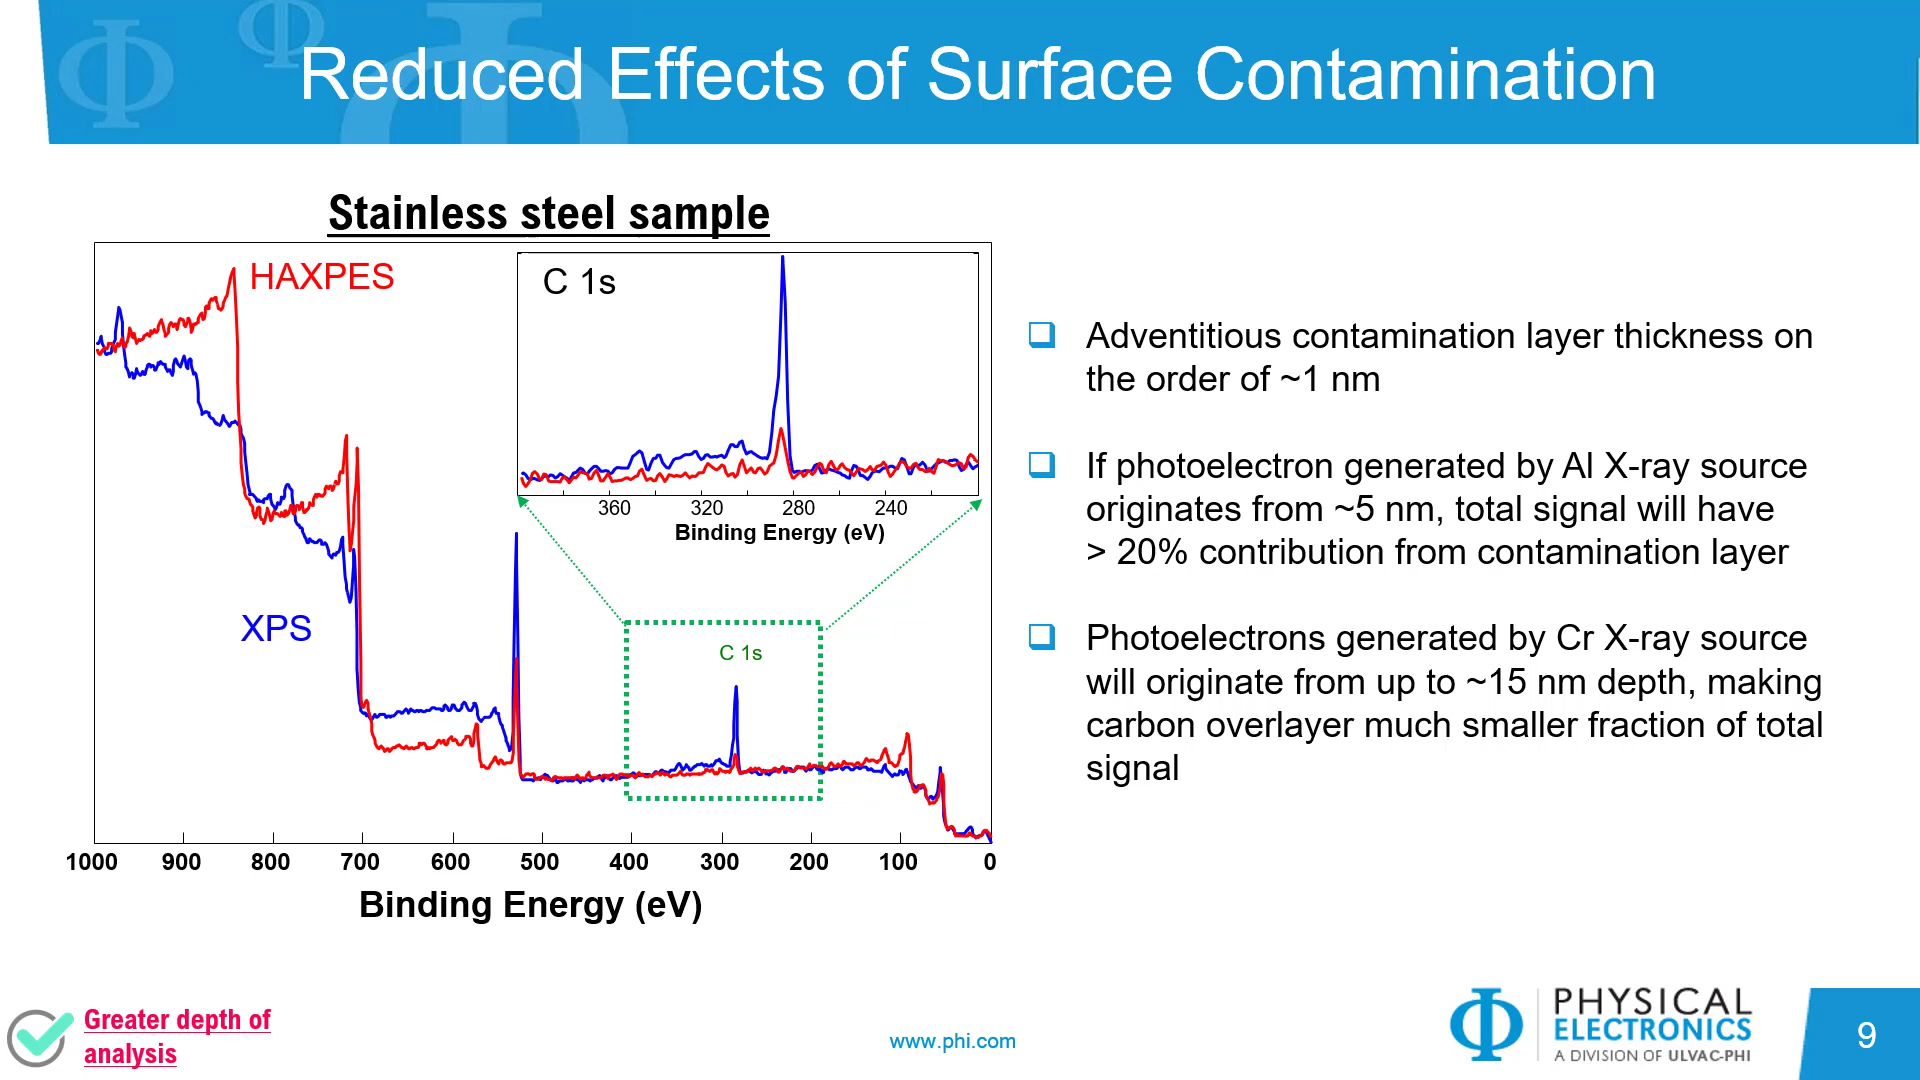 Reduced Effects of Surface Contamination
Stainless steel sample
HAXPES
C 1s
360 320 280 240
Binding Energy (eV)
XPS
C 1s
1000 900 800 700 600 500 400 300 200 100 0
Binding Energy (eV)
Adventitious contamination layer thickness on
the order of ~1 nm
If photoelectron generated by Al X-ray source
originates from ~5 nm, total signal will have
> 20% contribution from contamination layer
Photoelectrons generated by Cr X-ray source
will originate from up to ~15 nm depth, making
carbon overlayer much smaller fraction of total
signal
Greater depth of
analysis
www.phi.com
PHYSICAL
ELECTRONICS
A DIVISION OF ULVAC-PHI
9